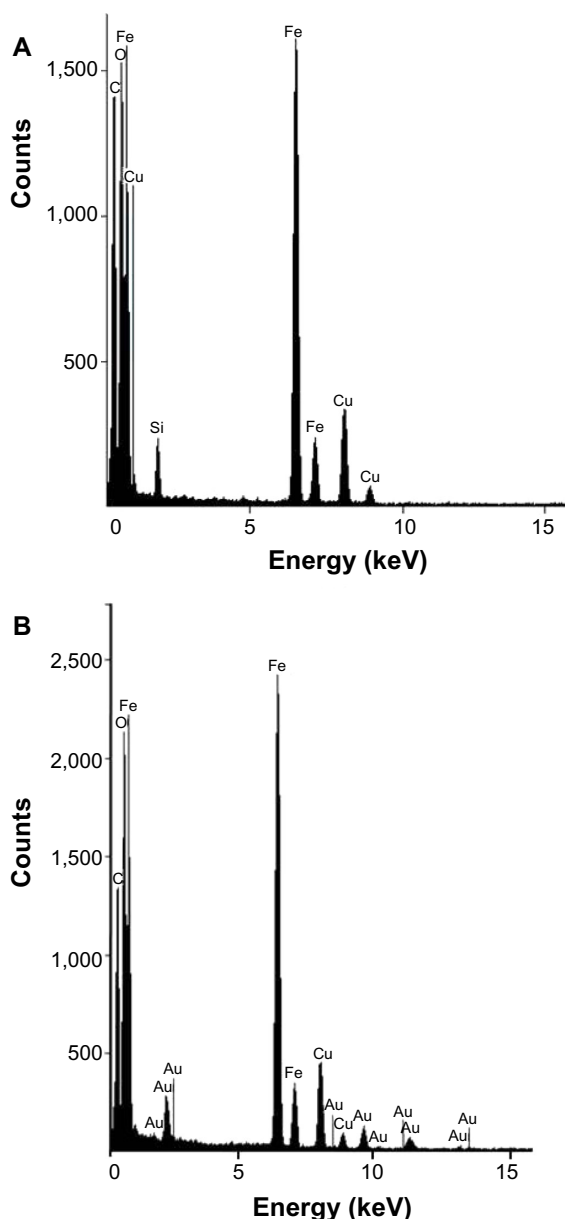 A
Fe
O
C
Cu
Si
Fe
Fe
Cu
Cu
Counts
1,500
1,000
500
0 5 10 15
Energy (keV)
B
Fe
O
C
Au
Au
Au
Fe
Fe
Cu
Au
Cu
Au
Au
Au
Au
Au
Au
Counts
2,500
2,000
1,500
1,000
500
0 5 10 15
Energy (keV)